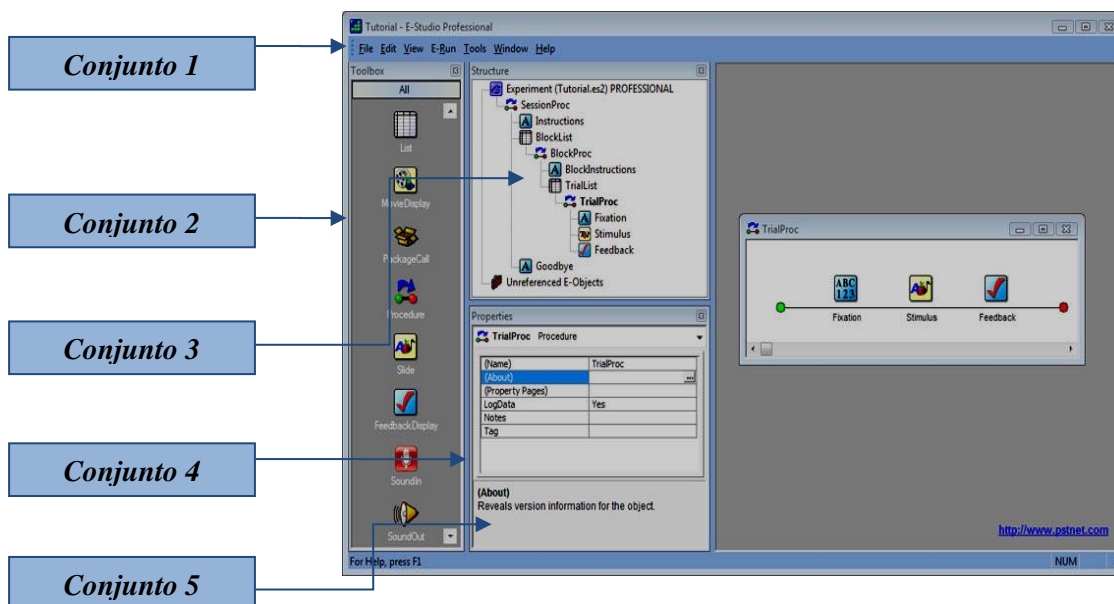 Tutorial - E-Studio Professional
Conjunto 1
File Edit View E-Run Tools Window Help
Toolbox
All
List
MovieDisplay
PackageCall
Procedure
Slide
FeedbackDisplay
SoundIn
SoundOut
Conjunto 2
Conjunto 3
Conjunto 4
Conjunto 5
Structure
Experiment (Tutorial.es2) PROFESSIONAL
SessionProc
Instructions
BlockList
BlockProc
BlockInstructions
TrialList
TrialProc
Fixation
Stimulus
Feedback
Goodbye
Unreferenced E-Objects
Properties
TrialProc Procedure
(Name) TrialProc
(About) ...
(Property Pages)
LogData Yes
Notes
Tag
(About)
Reveals version information for the object.
TrialProc
ABC
123
Fixation Stimulus Feedback
http://www.pstnet.com
For Help, press F1
NUM